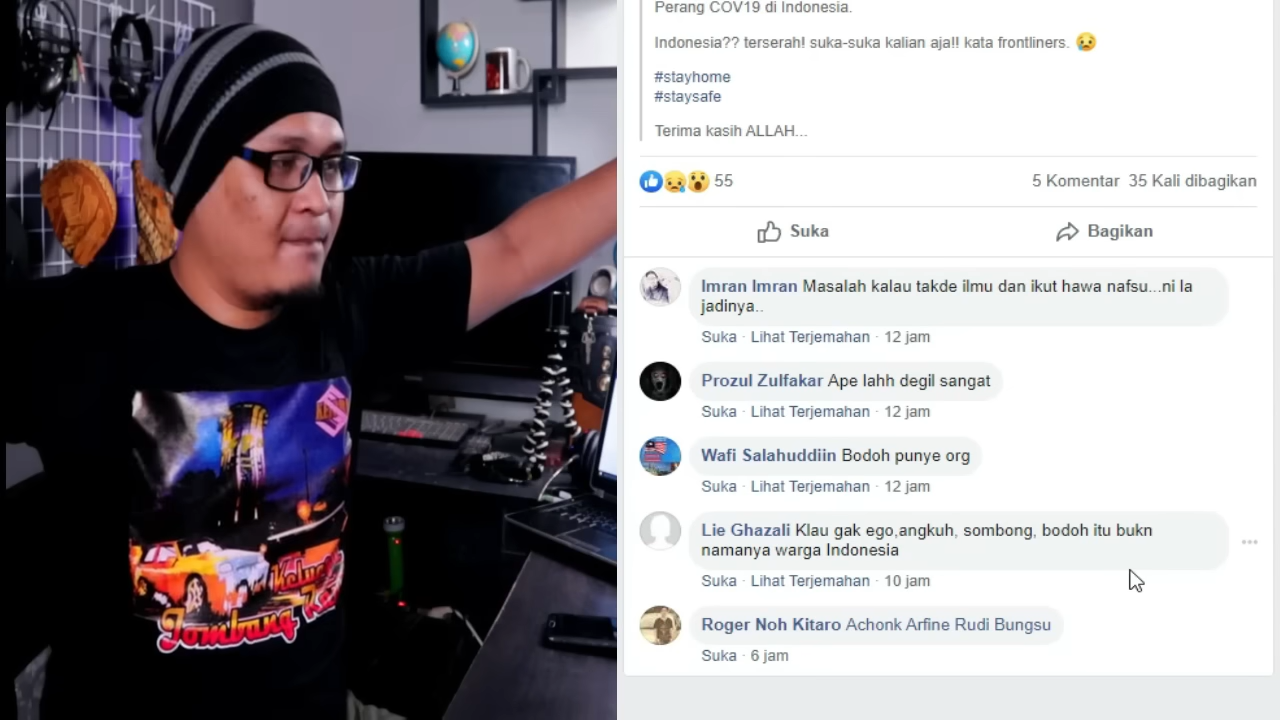 Perang COV19 di Indonesia.
Indonesia?? terserah! suka-suka kalian aja!! kata frontliners. 😢
#stayhome
#staysafe
Terima kasih ALLAH...
55
5 Komentar 35 Kali dibagikan
Suka
Bagikan
Imran Imran Masalah kalau takde ilmu dan ikut hawa nafsu...ni la
jadinya..
Suka · Lihat Terjemahan · 12 jam
Prozul Zulfakar Ape lahh degil sangat
Suka · Lihat Terjemahan · 12 jam
Wafi Salahuddiin Bodoh punye org
Suka · Lihat Terjemahan · 12 jam
Lie Ghazali Klau gak ego,angkuh, sombong, bodoh itu bukn
namanya warga Indonesia
Suka · Lihat Terjemahan · 10 jam
Roger Noh Kitaro Achonk Arfine Rudi Bungsu
Suka · 6 jam
Jombang